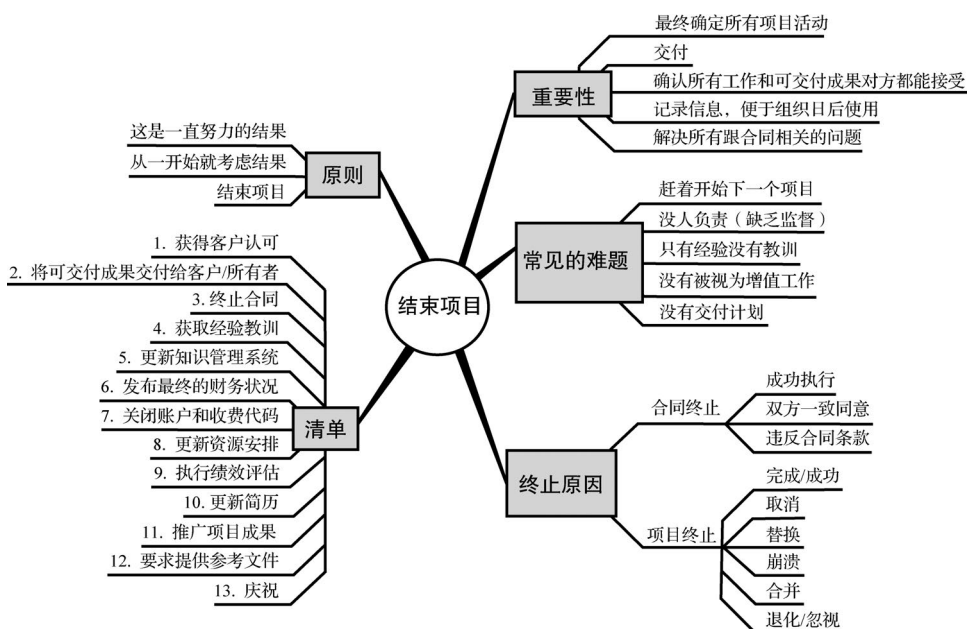 结束项目
重要性
最终确定所有项目活动
交付
确认所有工作和可交付成果对方都能接受
记录信息，便于组织日后使用
解决所有跟合同相关的问题
常见的难题
赶着开始下一个项目
没人负责（缺乏监督）
只有经验没有教训
没有被视为增值工作
没有交付计划
终止原因
合同终止
成功执行
双方一致同意
违反合同条款
项目终止
完成/成功
取消
替换
崩溃
合并
退化/忽视
原则
这是一直努力的结果
从一开始就考虑结果
结束项目
清单
1. 获得客户认可
2. 将可交付成果交付给客户/所有者
3. 终止合同
4. 获取经验教训
5. 更新知识管理系统
6. 发布最终的财务状况
7. 关闭账户和收费代码
8. 更新资源安排
9. 执行绩效评估
10. 更新简历
11. 推广项目成果
12. 要求提供参考文件
13. 庆祝